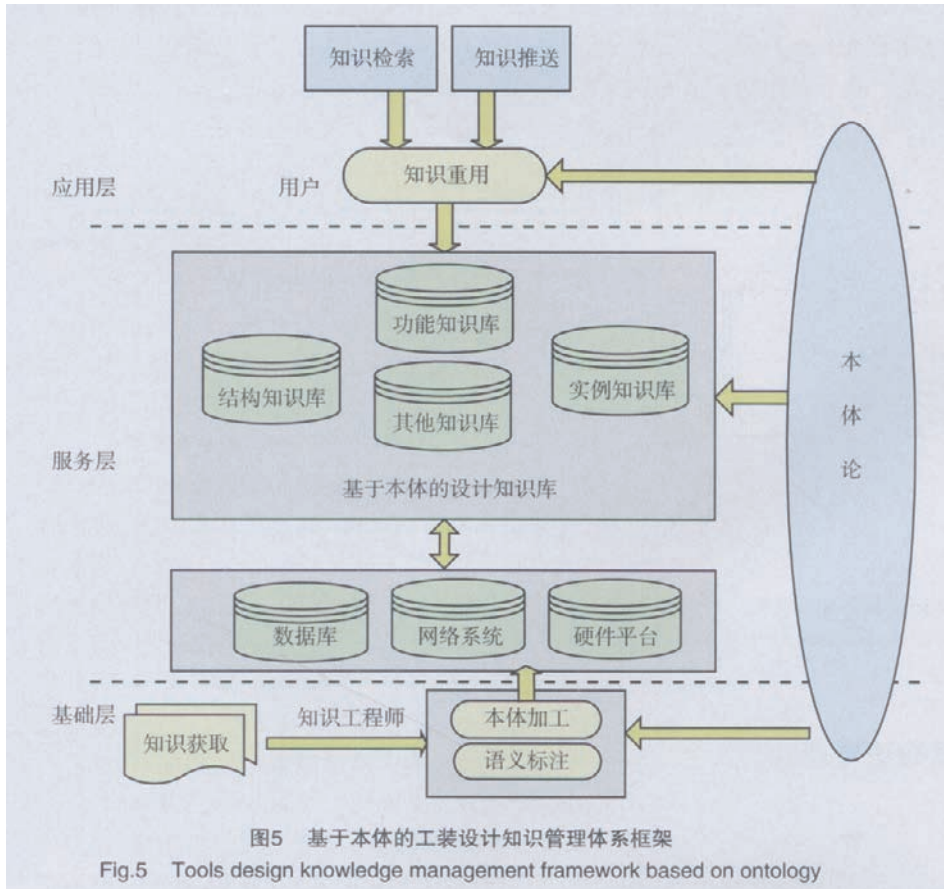 知识检索
知识推送
应用层
用户
知识重用
功能知识库
结构知识库
其他知识库
实例知识库
基于本体的设计知识库
服务层
本体论
数据库
网络系统
硬件平台
基础层
知识获取
知识工程师
本体加工
语义标注
图5 基于本体的工装设计知识管理体系框架
Fig.5 Tools design knowledge management framework based on ontology